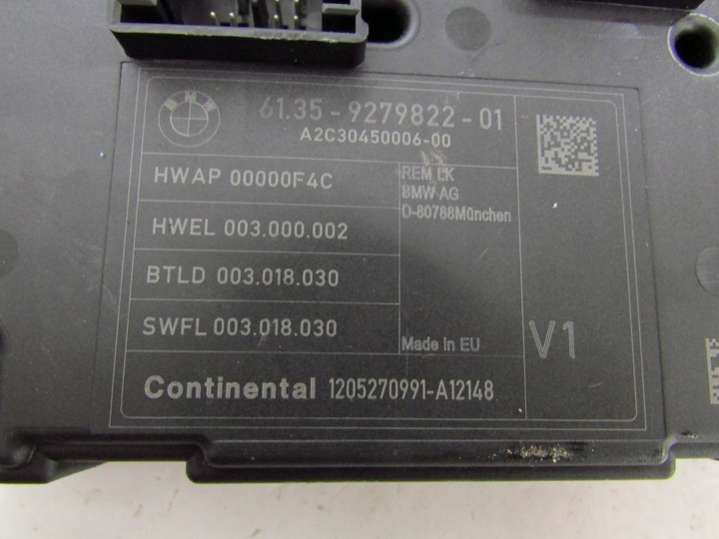 BMW
61.35 - 9279822 - 01
A2C30450006-00
HWAP 00000F4C
REM LK
BMW AG
D-80788München
HWEL 003.000.002
BTLD 003.018.030
SWFL 003.018.030
Made in EU
V1
Continental 1205270991-A12148